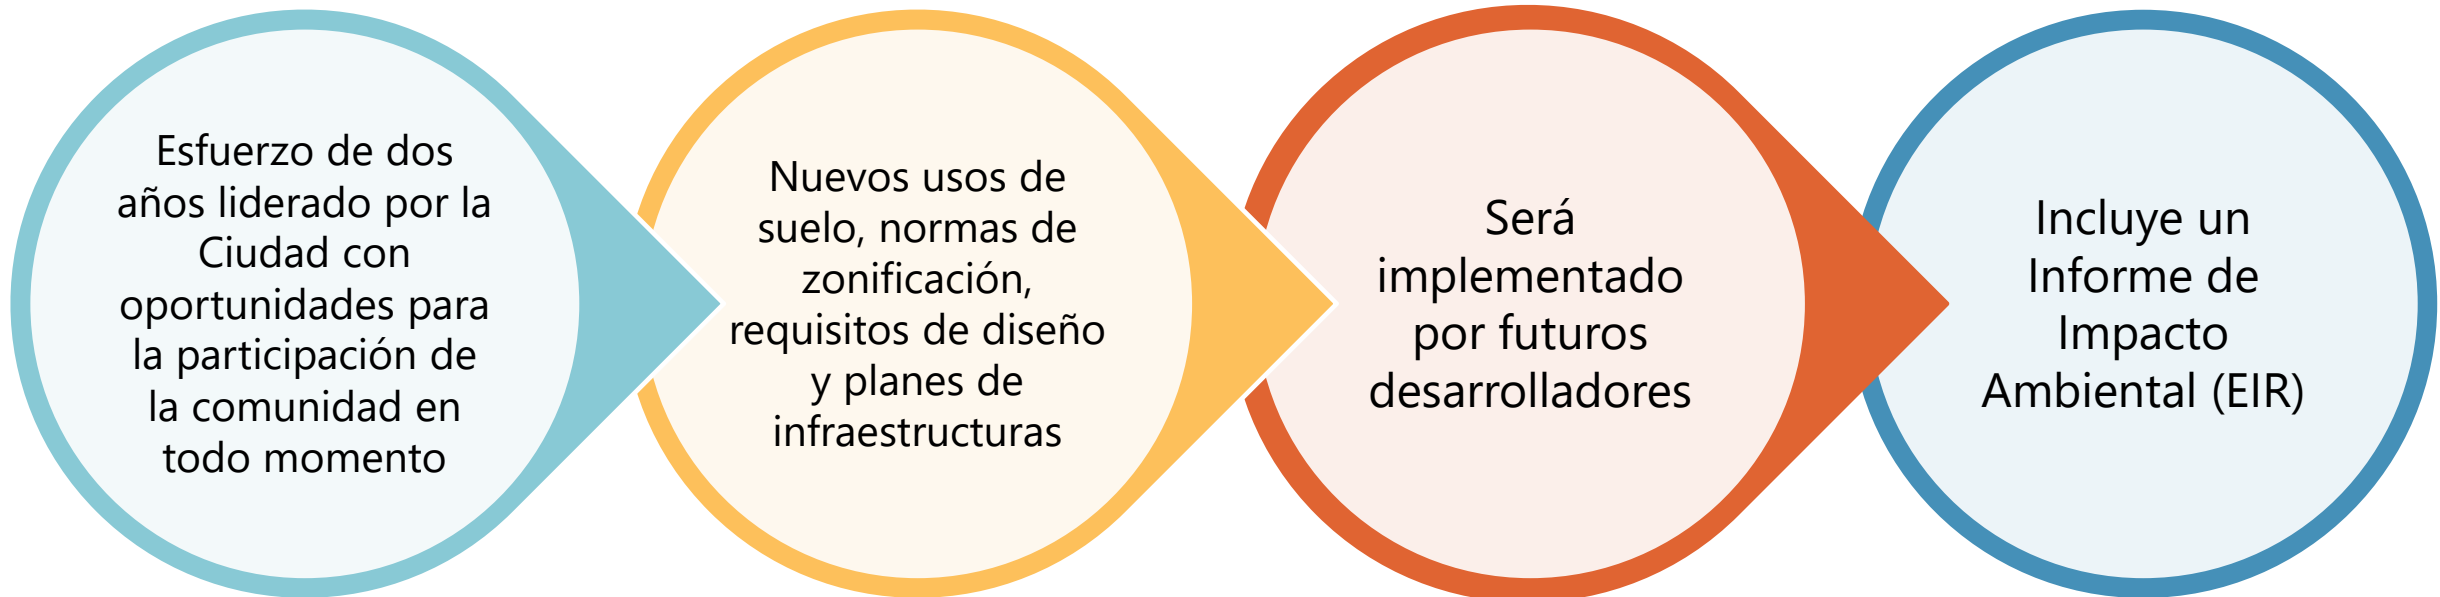 Esfuerzo de dos
años liderado por la
Ciudad con
oportunidades para
la participación de
la comunidad en
todo momento
Nuevos usos de
suelo, normas de
zonificación,
requisitos de diseño
y planes de
infraestructuras
Será
implementado
por futuros
desarrolladores
Incluye un
Informe de
Impacto
Ambiental (EIR)